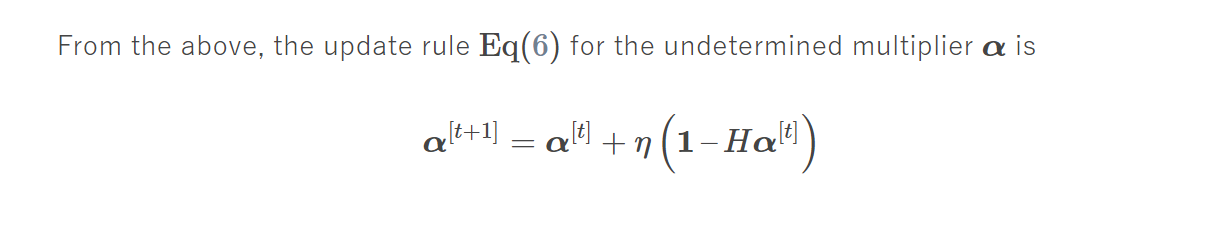 From the above, the update rule Eq(6) for the undetermined multiplier α is
α^[t+1] = α^[t] + η(1 − Hα^[t])